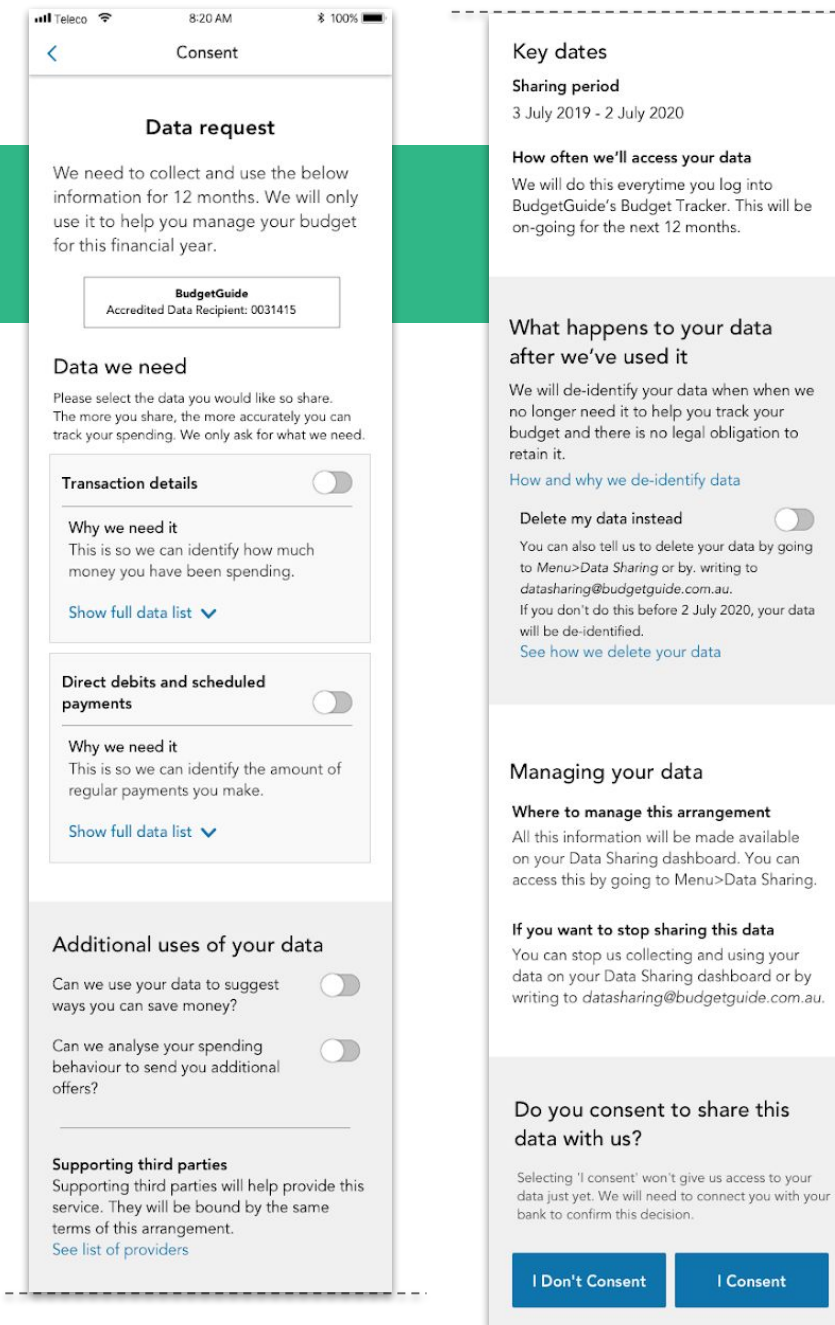 Teleco 8:20 AM 100%
Consent
Data request
We need to collect and use the below
information for 12 months. We will only
use it to help you manage your budget
for this financial year.
BudgetGuide
Accredited Data Recipient: 0031415
Data we need
Please select the data you would like so share.
The more you share, the more accurately you can
track your spending. We only ask for what we need.
Transaction details
Why we need it
This is so we can identify how much
money you have been spending.
Show full data list
Direct debits and scheduled
payments
Why we need it
This is so we can identify the amount of
regular payments you make.
Show full data list
Additional uses of your data
Can we use your data to suggest
ways you can save money?
Can we analyse your spending
behaviour to send you additional
offers?
Supporting third parties
Supporting third parties will help provide this
service. They will be bound by the same
terms of this arrangement.
See list of providers
Key dates
Sharing period
3 July 2019 - 2 July 2020
How often we'll access your data
We will do this everytime you log into
BudgetGuide's Budget Tracker. This will be
on-going for the next 12 months.
What happens to your data
after we've used it
We will de-identify your data when when we
no longer need it to help you track your
budget and there is no legal obligation to
retain it.
How and why we de-identify data
Delete my data instead
You can also tell us to delete your data by going
to Menu>Data Sharing or by. writing to
datasharing@budgetguide.com.au.
If you don't do this before 2 July 2020, your data
will be de-identified.
See how we delete your data
Managing your data
Where to manage this arrangement
All this information will be made available
on your Data Sharing dashboard. You can
access this by going to Menu>Data Sharing.
If you want to stop sharing this data
You can stop us collecting and using your
data on your Data Sharing dashboard or by
writing to datasharing@budgetguide.com.au.
Do you consent to share this
data with us?
Selecting 'I consent' won't give us access to your
data just yet. We will need to connect you with your
bank to confirm this decision.
I Don't Consent I Consent